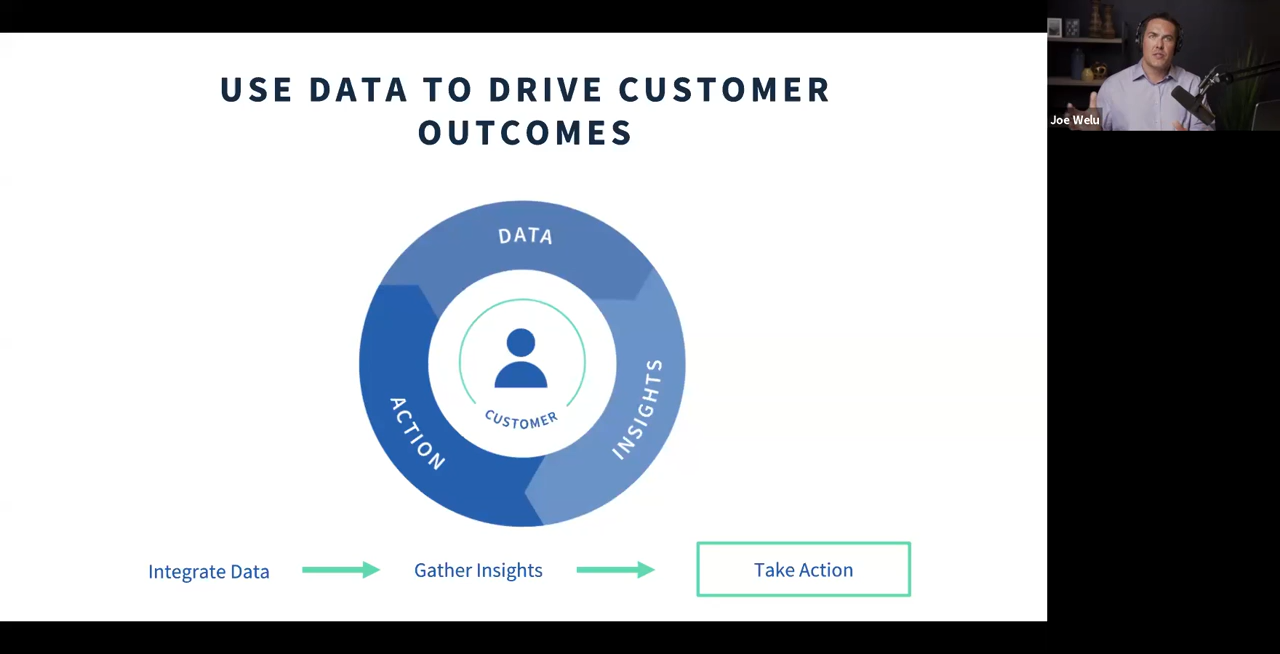 USE DATA TO DRIVE CUSTOMER
OUTCOMES
Joe Welu
DATA
INSIGHTS
ACTION
CUSTOMER
Integrate Data
Gather Insights
Take Action